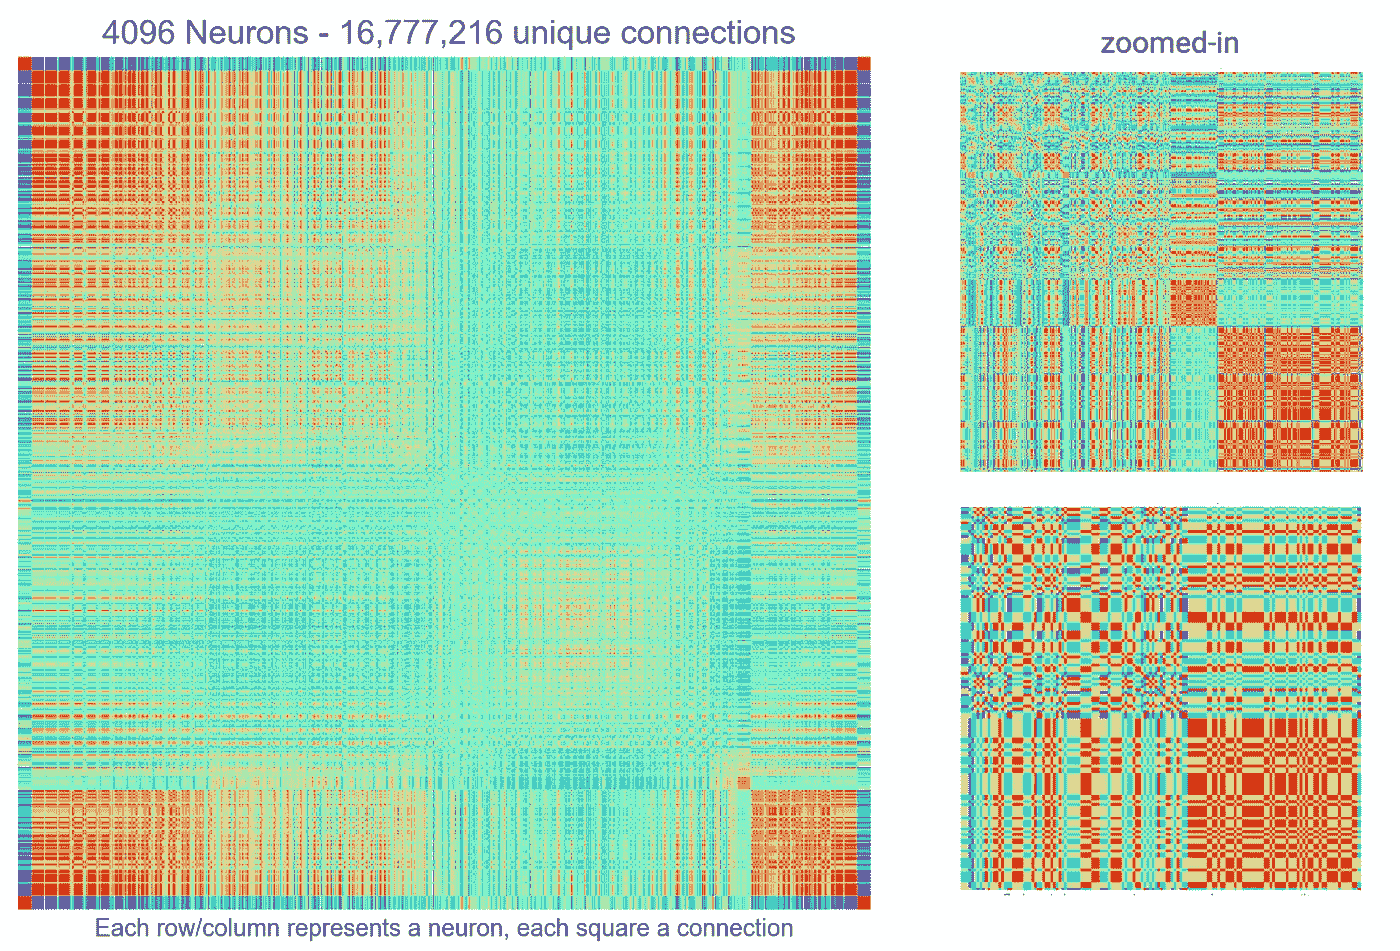 4096 Neurons - 16,777,216 unique connections
zoomed-in
Each row/column represents a neuron, each square a connection